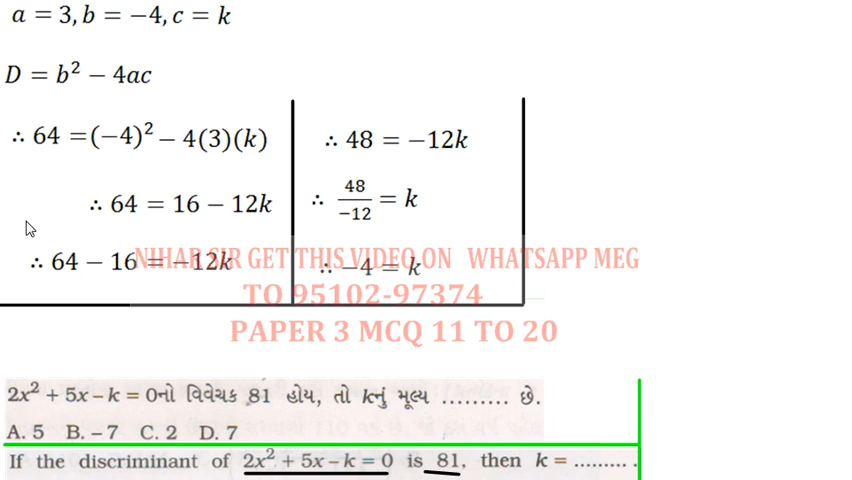 a = 3, b = −4, c = k
D = b² − 4ac
∴ 64 = (−4)² − 4(3)(k)
∴ 64 = 16 − 12k
∴ 64 − 16 = −12k
∴ 48 = −12k
∴ 48/−12 = k
∴ −4 = k
NIHAR SIR GET THIS VIDEO ON WHATSAPP MEG
TO 95102-97374
PAPER 3 MCQ 11 TO 20
2x² + 5x – k = 0નો વિવેચક 81 હોય, તો kનું મૂલ્ય .......... છે.
A. 5 B. – 7 C. 2 D. 7
If the discriminant of 2x² + 5x – k = 0 is 81, then k = ......... .